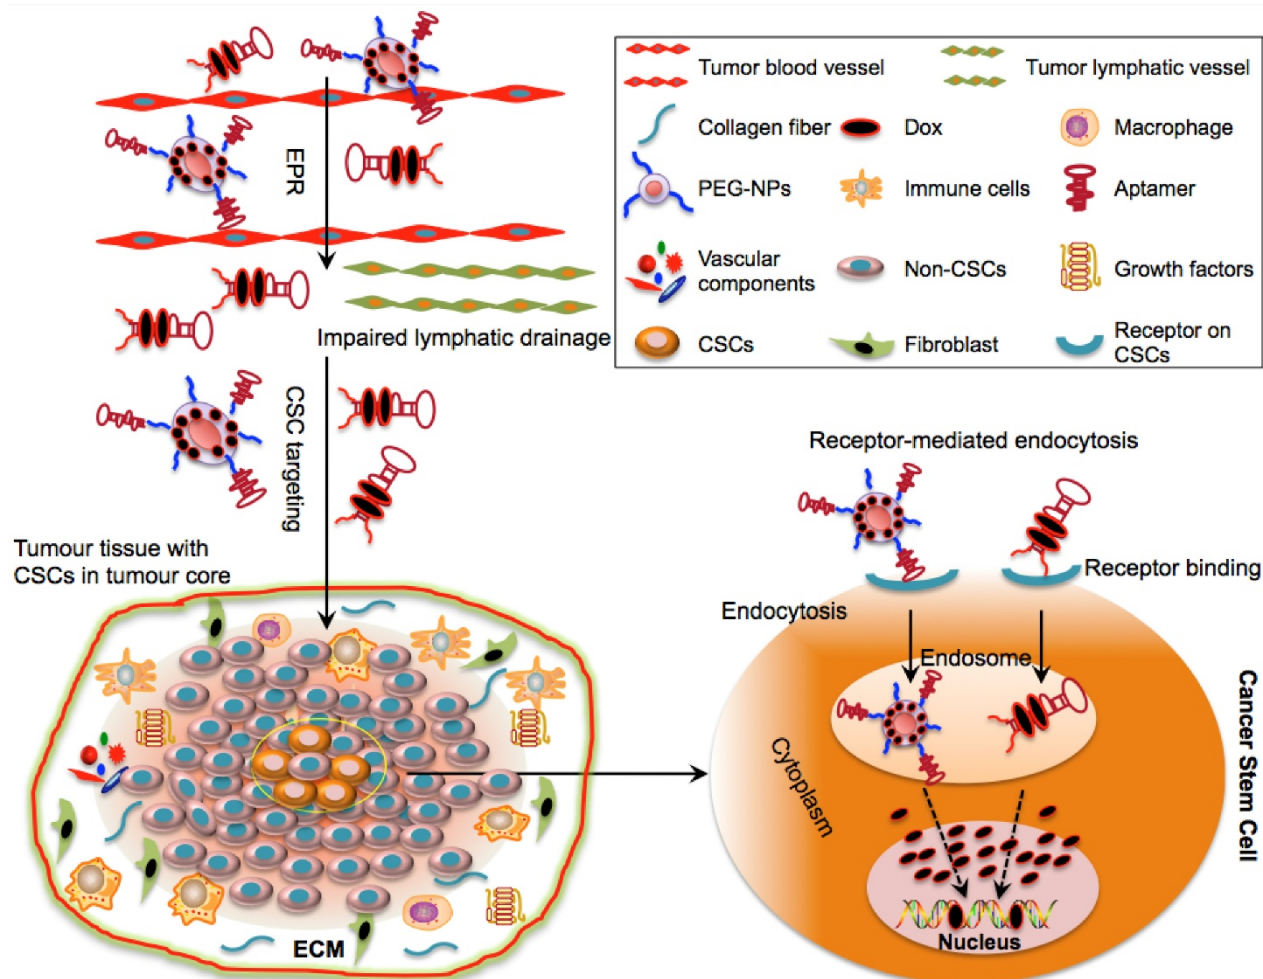 EPR
Impaired lymphatic drainage
CSC targeting
Tumour tissue with
CSCs in tumour core
ECM
Tumor blood vessel
Tumor lymphatic vessel
Collagen fiber
Dox
Macrophage
PEG-NPs
Immune cells
Aptamer
Vascular
components
Non-CSCs
Growth factors
CSCs
Fibroblast
Receptor on
CSCs
Receptor-mediated endocytosis
Receptor binding
Endocytosis
Endosome
Cytoplasm
Nucleus
Cancer Stem Cell